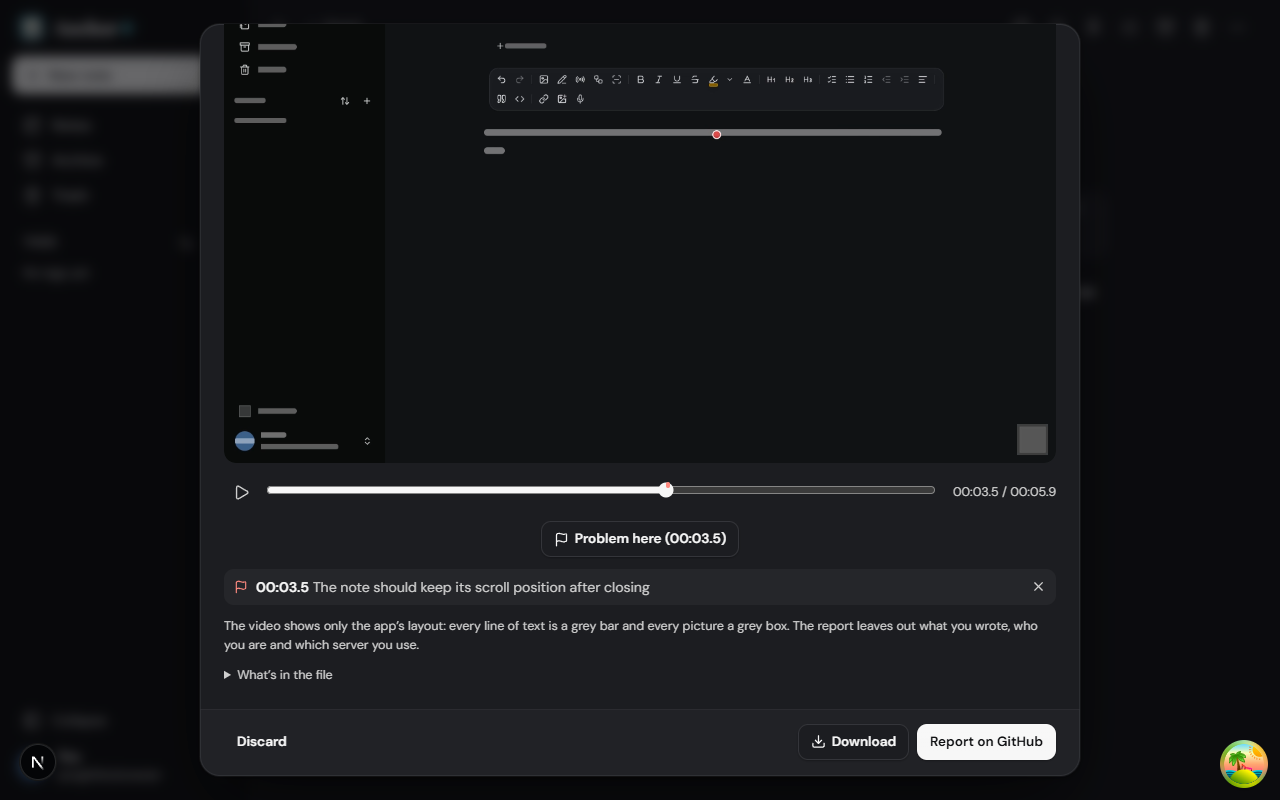 B I U S A H1 H2 H3
00:03.5 / 00:05.9
Problem here (00:03.5)
00:03.5 The note should keep its scroll position after closing
The video shows only the app's layout: every line of text is a grey bar and every picture a grey box. The report leaves out what you wrote, who
you are and which server you use.
What's in the file
Discard
Download
Report on GitHub
N